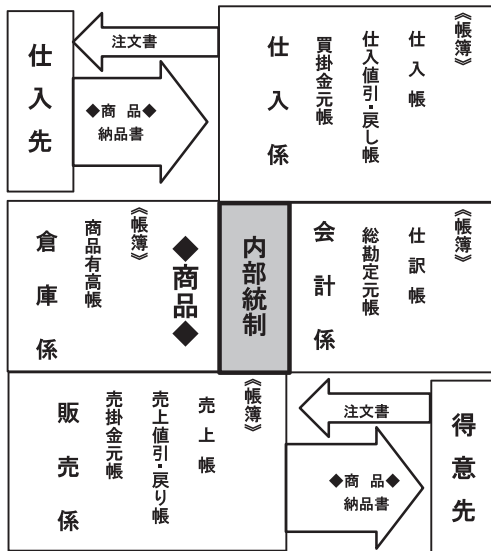 仕入先
注文書
◆商品◆
納品書
《帳簿》
仕入帳
仕入値引・戻し帳
買掛金元帳
仕入係
《帳簿》
仕訳帳
総勘定元帳
会計係
内部統制
◆商品◆
《帳簿》
商品有高帳
倉庫係
《帳簿》
売上帳
売上値引・戻り帳
売掛金元帳
販売係
注文書
◆商品◆
納品書
得意先